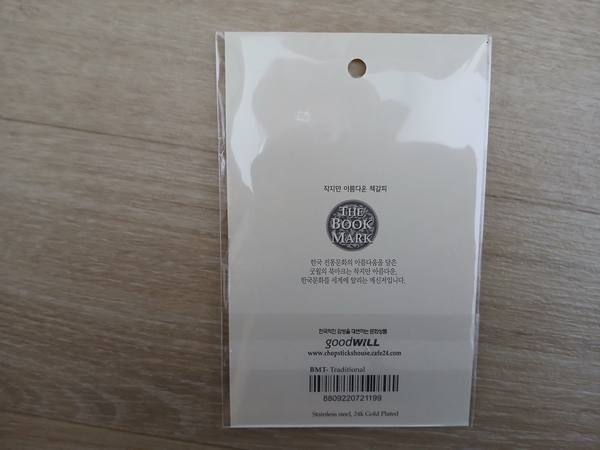 작지만 아름다운 책갈피
THE
BOOK
MARK
한국 전통문화의 아름다움을 담은
굿윌의 북마크는 작지만 아름다운,
한국문화를 세계에 알리는 메신저입니다.
한국적인 감성을 대변하는 문화상품
goodWILL
www.chopstickshouse.cafe24.com
BMT- Traditional
8809220721199
Stainless steel, 24k Gold Plated